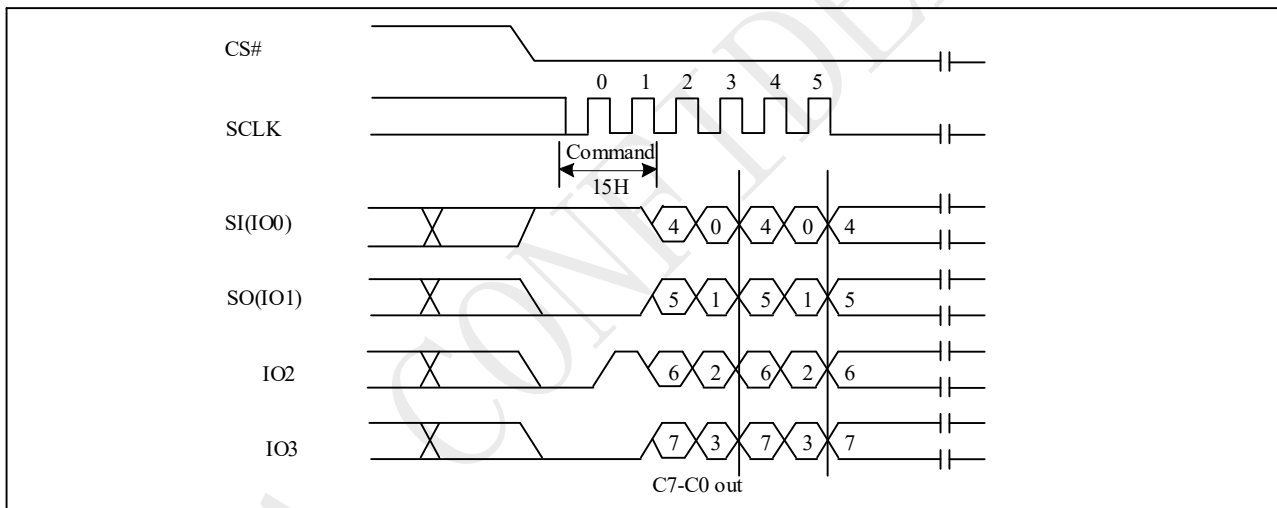 CS#
0 1 2 3 4 5
SCLK
Command
15H
SI(IO0) 4 0 4 0 4
SO(IO1) 5 1 5 1 5
IO2 6 2 6 2 6
IO3 7 3 7 3 7
C7-C0 out